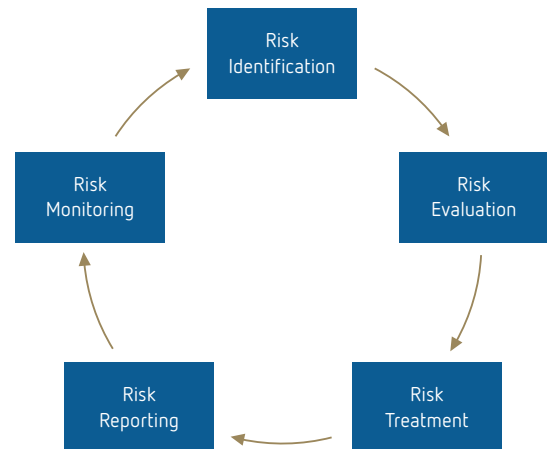 Risk
Identification
Risk
Evaluation
Risk
Treatment
Risk
Reporting
Risk
Monitoring